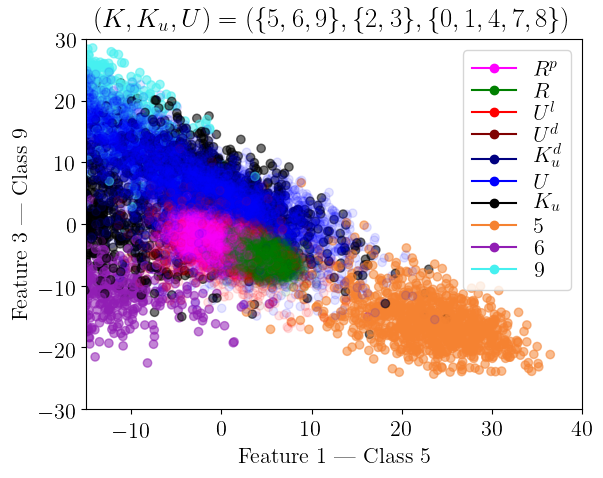 (K, K_u, U) = ({5, 6, 9}, {2, 3}, {0, 1, 4, 7, 8})
30
20
10
0
−10
−20
−30
Feature 3 — Class 9
−10
0
10
20
30
40
Feature 1 — Class 5
R^p
R
U^l
U^d
K_u^d
U
K_u
5
6
9